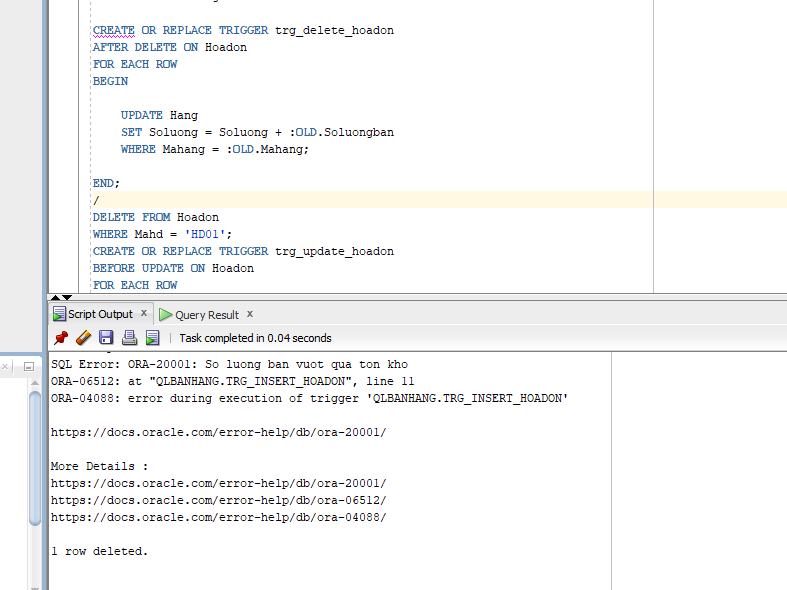 CREATE OR REPLACE TRIGGER trg_delete_hoadon
AFTER DELETE ON Hoadon
FOR EACH ROW
BEGIN
UPDATE Hang
SET Soluong = Soluong + :OLD.Soluongban
WHERE Mahang = :OLD.Mahang;
END;
/
DELETE FROM Hoadon
WHERE Mahd = 'HD01';
CREATE OR REPLACE TRIGGER trg_update_hoadon
BEFORE UPDATE ON Hoadon
FOR EACH ROW
Script Output x Query Result x
Task completed in 0.04 seconds
SQL Error: ORA-20001: So luong ban vuot qua ton kho
ORA-06512: at "QLBANHANG.TRG_INSERT_HOADON", line 11
ORA-04088: error during execution of trigger 'QLBANHANG.TRG_INSERT_HOADON'
https://docs.oracle.com/error-help/db/ora-20001/
More Details :
https://docs.oracle.com/error-help/db/ora-20001/
https://docs.oracle.com/error-help/db/ora-06512/
https://docs.oracle.com/error-help/db/ora-04088/
1 row deleted.